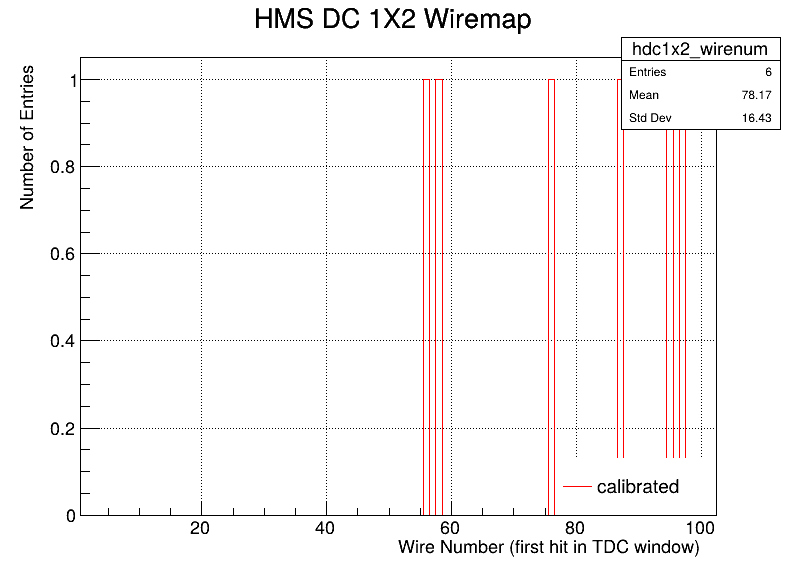 HMS DC 1X2 Wiremap
hdc1x2_wirenum
Entries 6
Mean 78.17
Std Dev 16.43
Number of Entries
1
0.8
0.6
0.4
0.2
0
calibrated
20 40 60 80 100
Wire Number (first hit in TDC window)